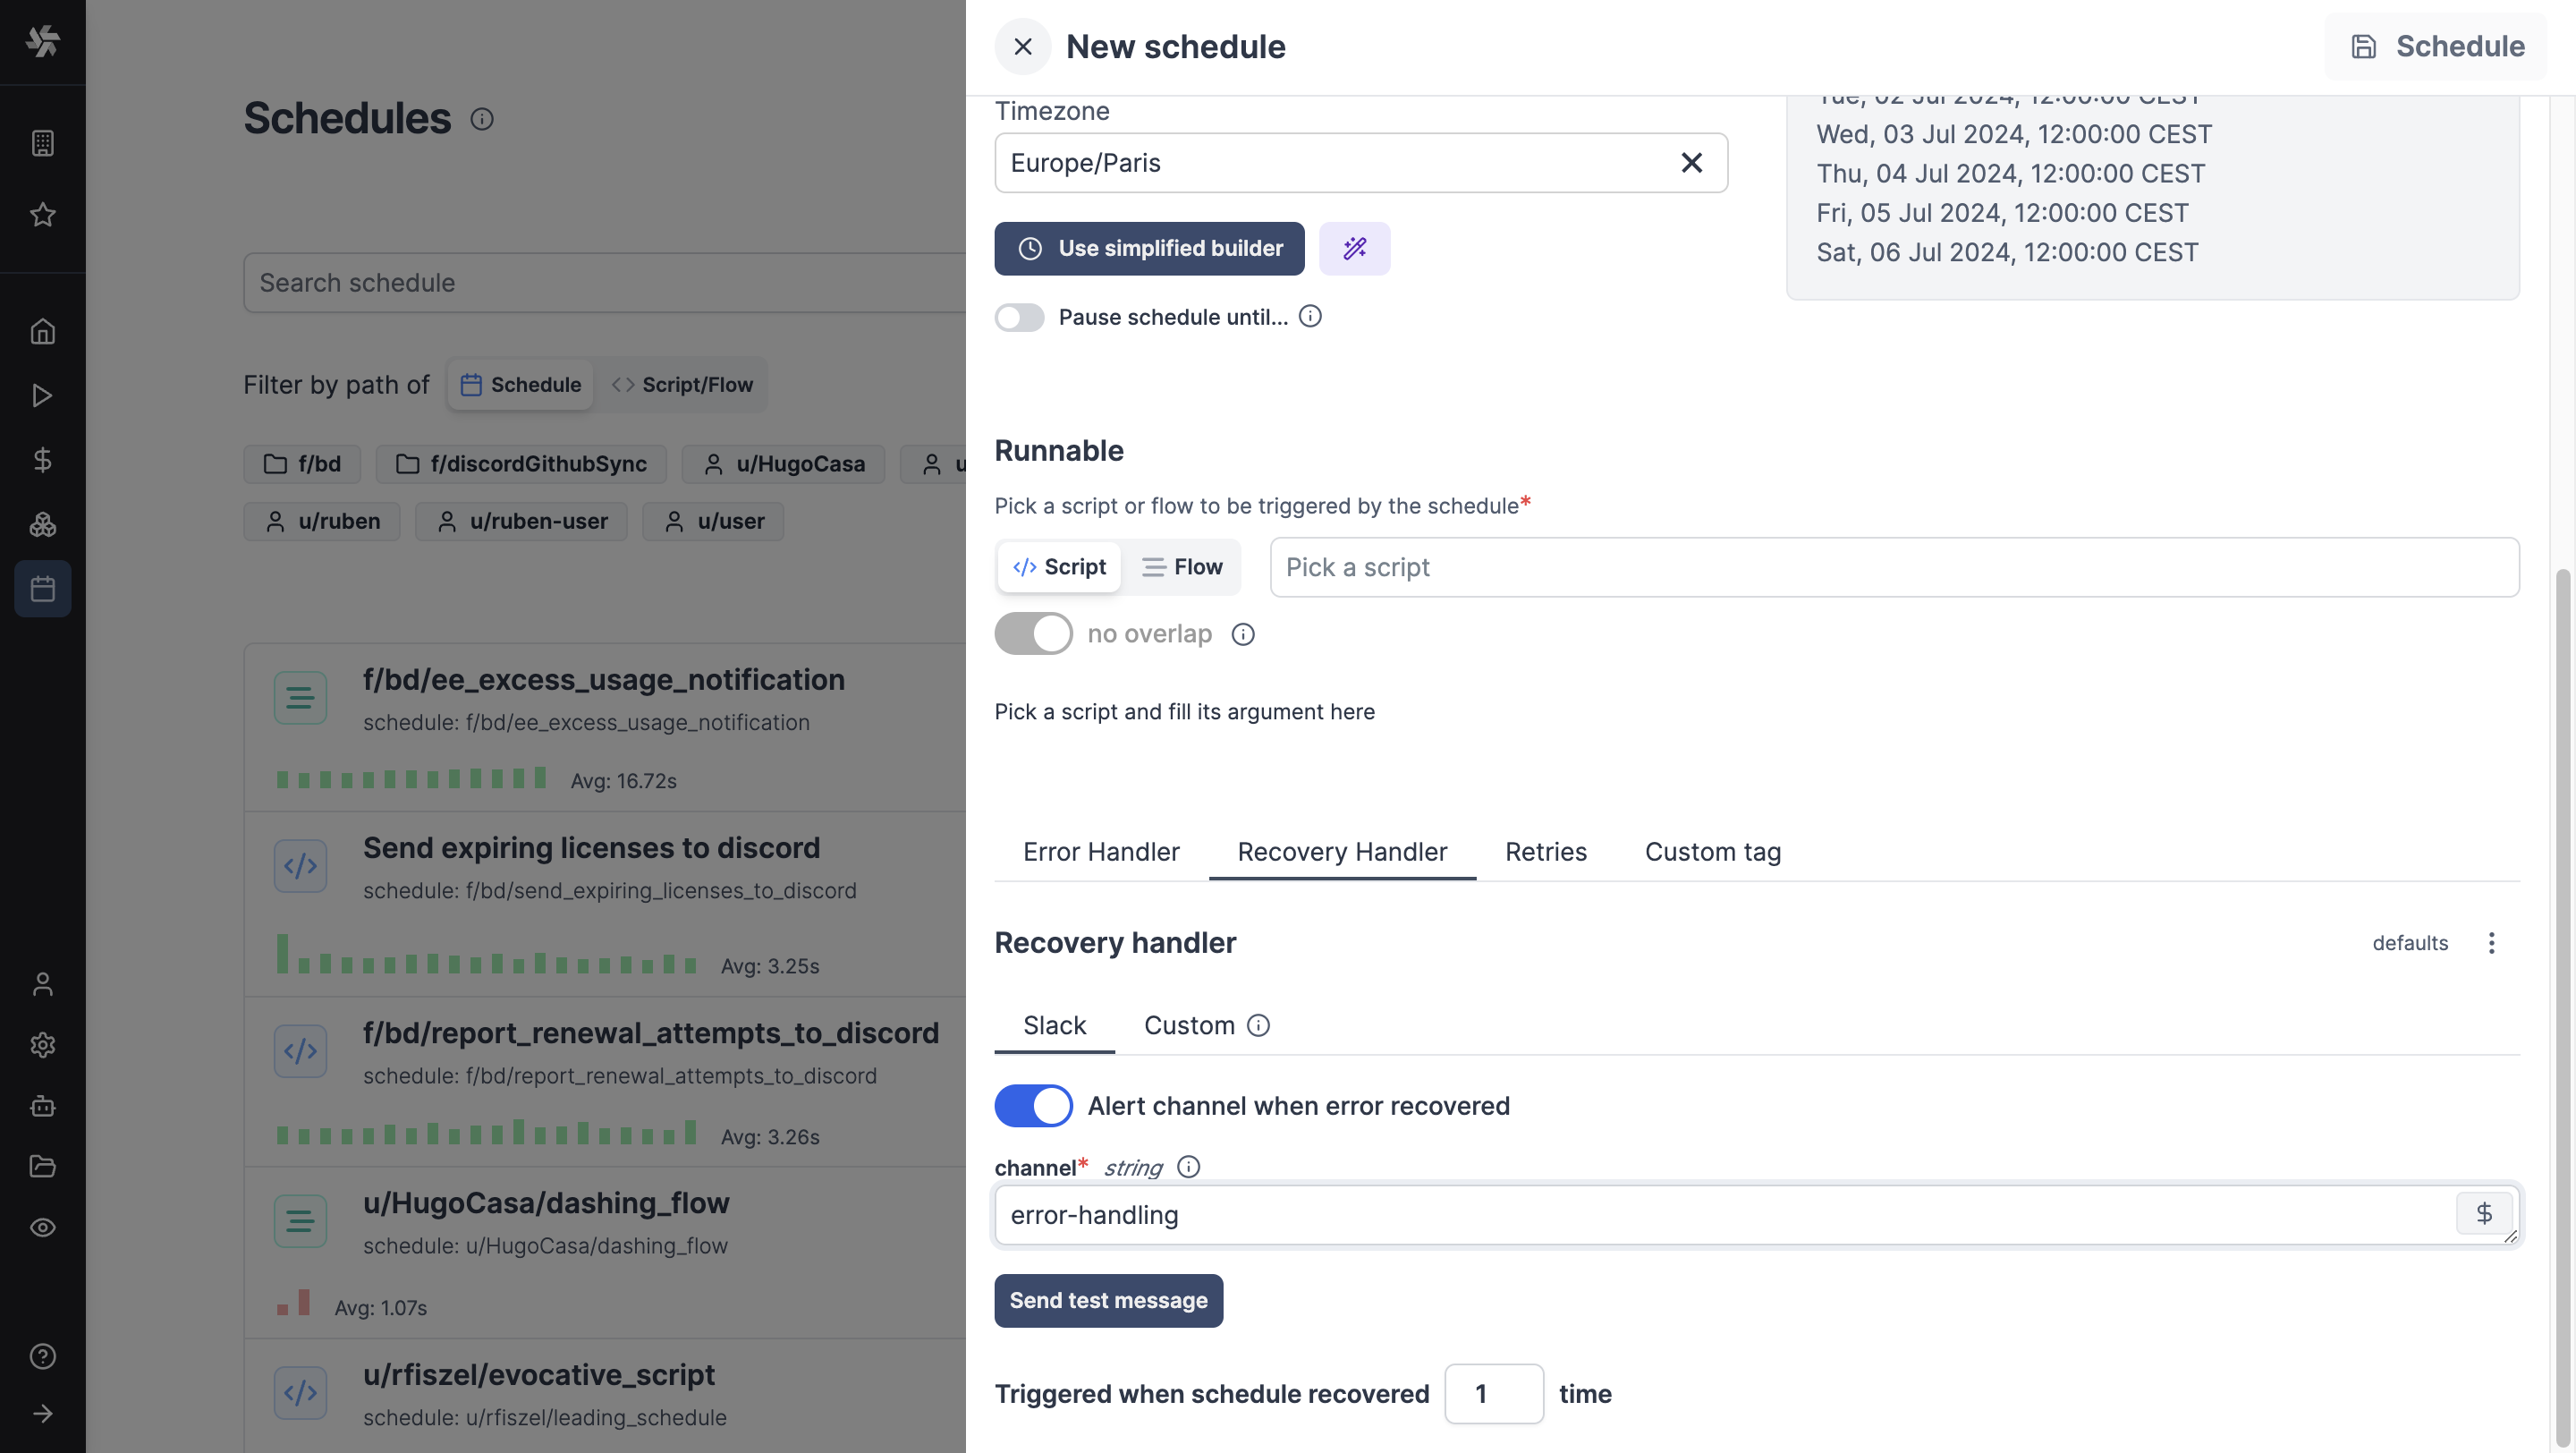 New schedule
Schedule
Schedules
Search schedule
Filter by path of
Schedule
Script/Flow
f/bd
f/discordGithubSync
u/HugoCasa
u
u/ruben
u/ruben-user
u/user
f/bd/ee_excess_usage_notification
schedule: f/bd/ee_excess_usage_notification
Avg: 16.72s
Send expiring licenses to discord
schedule: f/bd/send_expiring_licenses_to_discord
Avg: 3.25s
f/bd/report_renewal_attempts_to_discord
schedule: f/bd/report_renewal_attempts_to_discord
Avg: 3.26s
u/HugoCasa/dashing_flow
schedule: u/HugoCasa/dashing_flow
Avg: 1.07s
u/rfiszel/evocative_script
schedule: u/rfiszel/leading_schedule
Timezone
Europe/Paris
Tue, 02 Jul 2024, 12:00:00 CEST
Wed, 03 Jul 2024, 12:00:00 CEST
Thu, 04 Jul 2024, 12:00:00 CEST
Fri, 05 Jul 2024, 12:00:00 CEST
Sat, 06 Jul 2024, 12:00:00 CEST
Use simplified builder
Pause schedule until...
Runnable
Pick a script or flow to be triggered by the schedule*
Script
Flow
Pick a script
no overlap
Pick a script and fill its argument here
Error Handler
Recovery Handler
Retries
Custom tag
Recovery handler
defaults
Slack
Custom
Alert channel when error recovered
channel* string
error-handling
$
Send test message
Triggered when schedule recovered 1 time